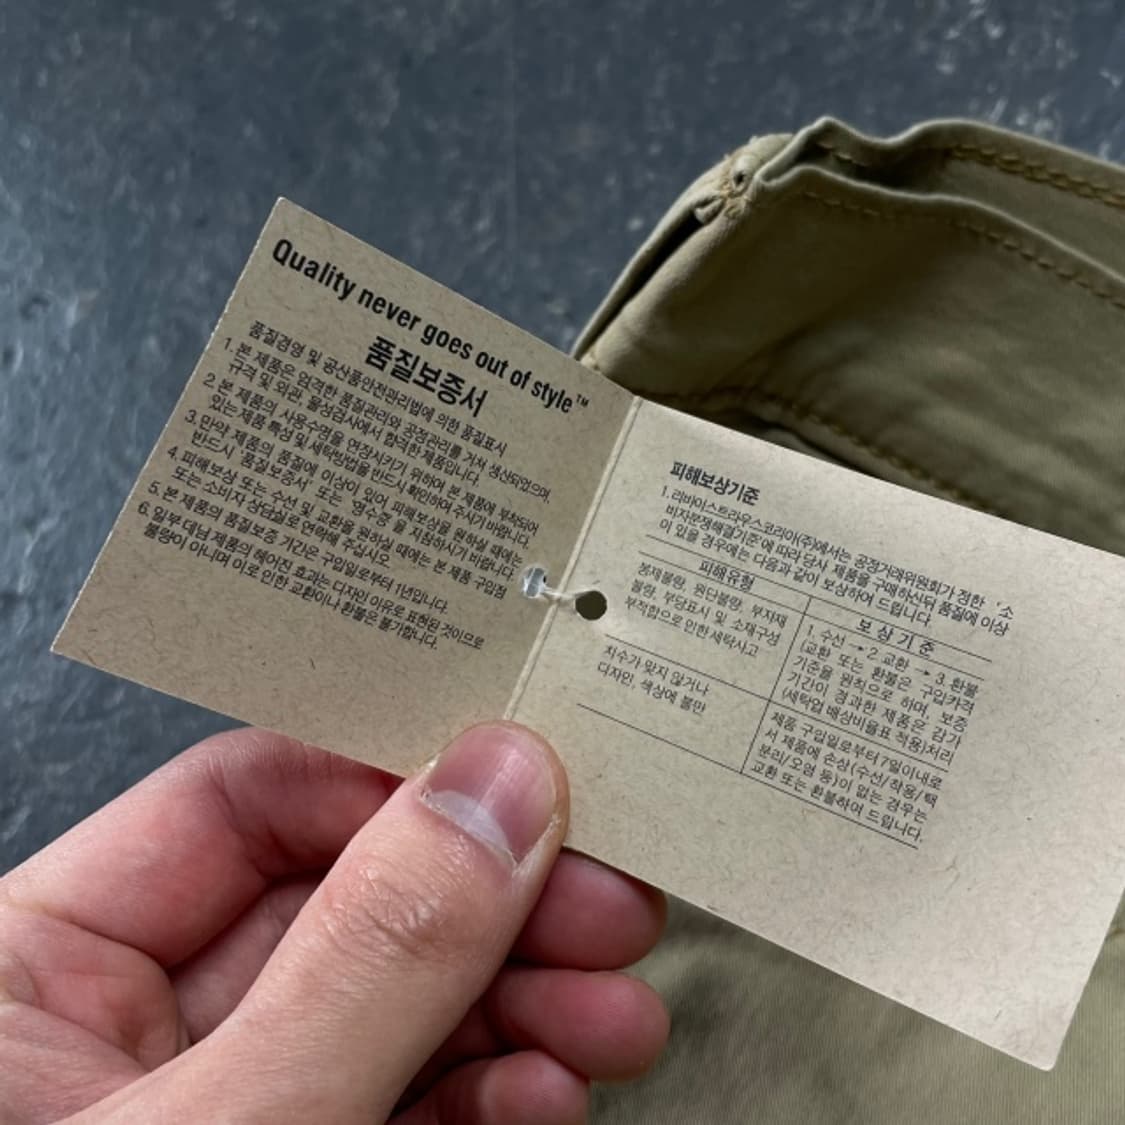 Quality never goes out of style™
품질보증서
품질경영 및 공산품안전관리법에 의한 품질표시
1. 본 제품은 엄격한 품질관리와 공정관리를 거쳐 생산되었으며,
규격 및 외관, 물성검사에서 합격한 제품입니다.
2. 본 제품의 사용수명을 연장시키기 위하여 본 제품에 부착되어
있는 제품 특성 및 세탁방법을 반드시 확인하여 주시기 바랍니다.
3. 만약 제품의 품질에 이상이 있어 피해보상을 원하실 때에는
반드시 '품질보증서' 또는 '영수증'을 지참하시기 바랍니다.
4. 피해보상 또는 수선 및 교환을 원하실 때에는 본 제품 구입점
또는 소비자 상담실로 연락해 주십시오.
5. 본 제품의 품질보증 기간은 구입일로부터 1년입니다.
6. 일부 데님 제품의 헤어진 효과는 디자인 이유로 표현된 것이므로
불량이 아니며 이로 인한 교환이나 환불은 불가합니다.
피해보상기준
1. 리바이스트라우스코리아(주)에서는 공정거래위원회가 정한 '소
비자분쟁해결기준'에 따라 당사 제품을 구매하신뒤 품질에 이상
이 있을 경우에는 다음과 같이 보상하여 드립니다.
피해유형
보상기준
봉제불량, 원단불량, 부자재
불량, 부당표시 및 소재구성
부적합으로 인한 세탁사고
1. 수선 → 2. 교환 → 3. 환불
(교환 또는 환불은 구입가격
기준을 원칙으로 하며, 보증
기간이 경과한 제품은 감가
(세탁업 배상비율표 적용)처리
치수가 맞지 않거나
디자인, 색상에 불만
제품 구입일로부터 7일이내로
서 제품에 손상(수선/착용/택
분리/오염 등)이 없는 경우는
교환 또는 환불하여 드립니다.